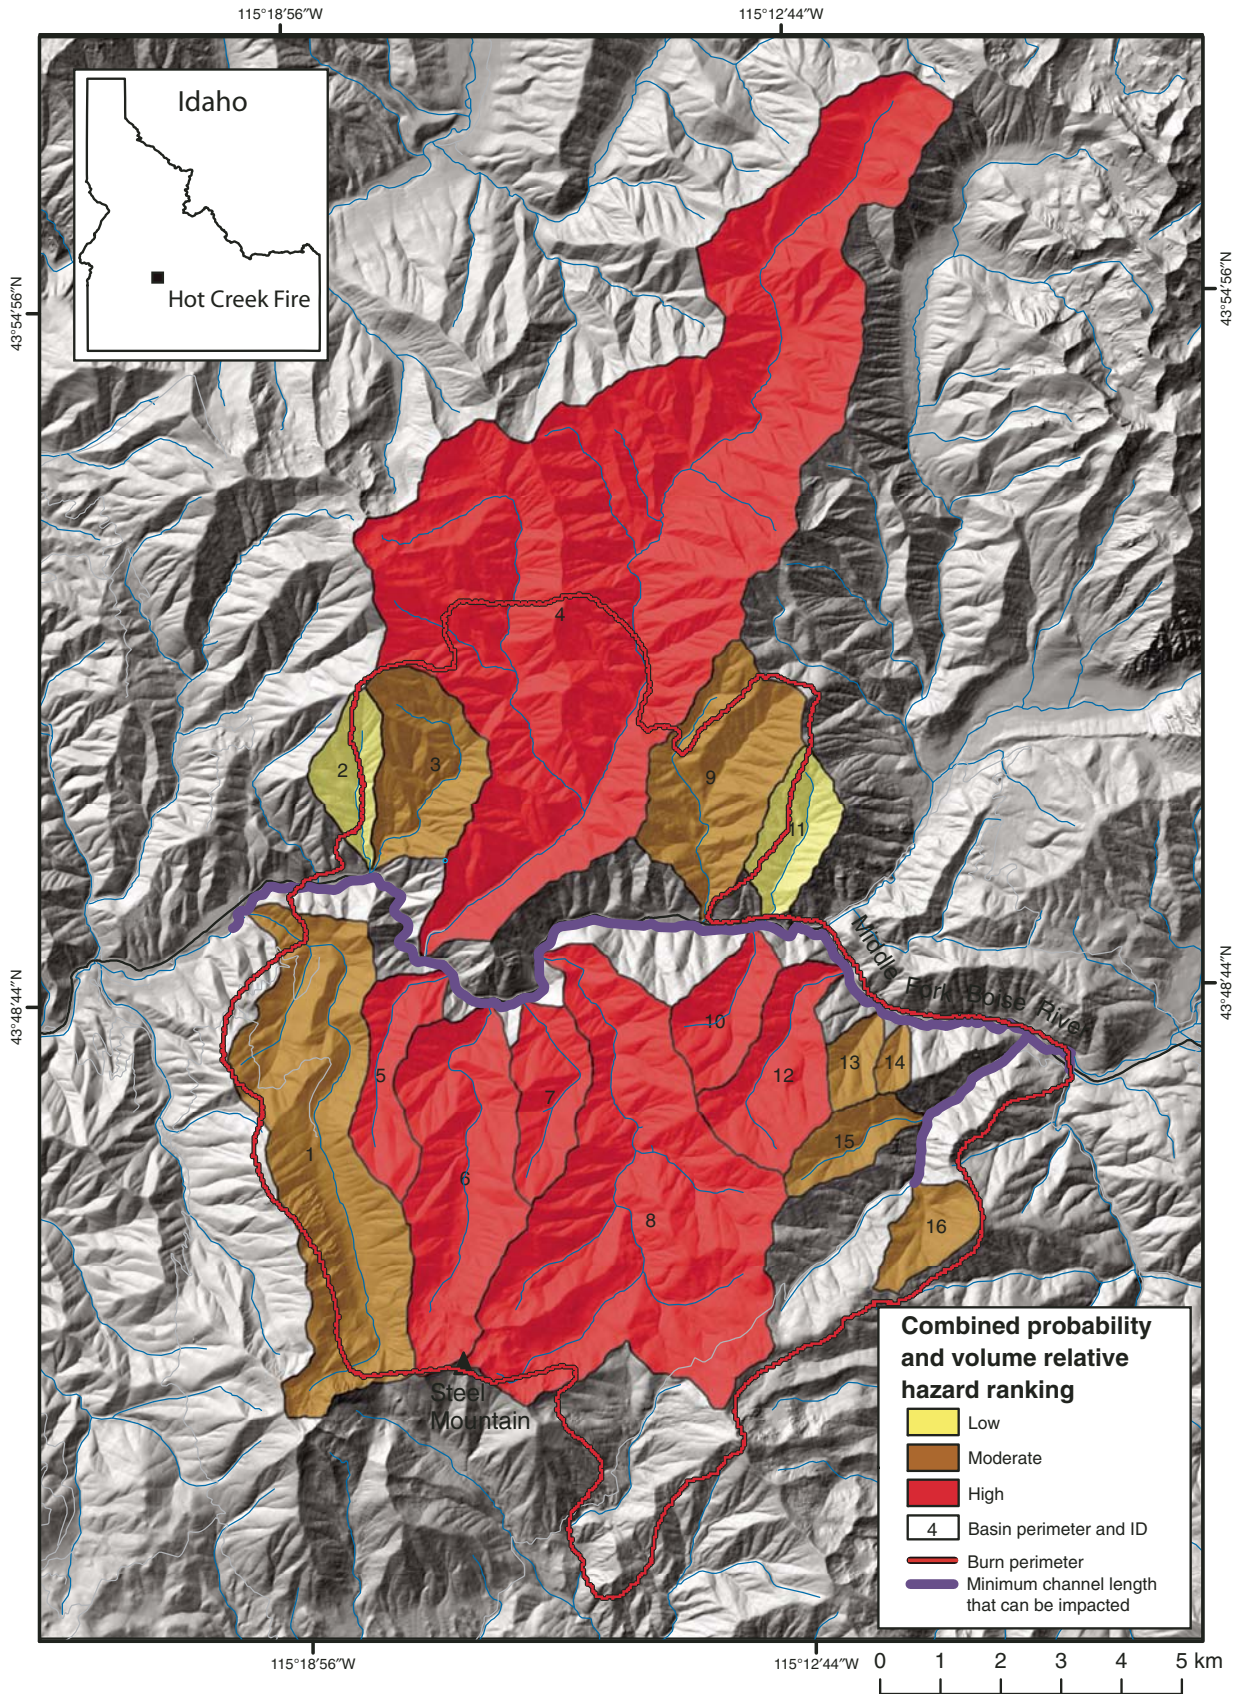 115°18′56″W
115°12′44″W
Idaho
Hot Creek Fire
43°54′56″N
43°54′56″N
4
2
3
9
11
Middle Fork Boise River
43°48′44″N
43°48′44″N
10
5
7
12
13
14
15
1
6
8
16
Steel
Mountain
Combined probability
and volume relative
hazard ranking
Low
Moderate
High
4 Basin perimeter and ID
Burn perimeter
Minimum channel length
that can be impacted
115°18′56″W
115°12′44″W
0 1 2 3 4 5 km